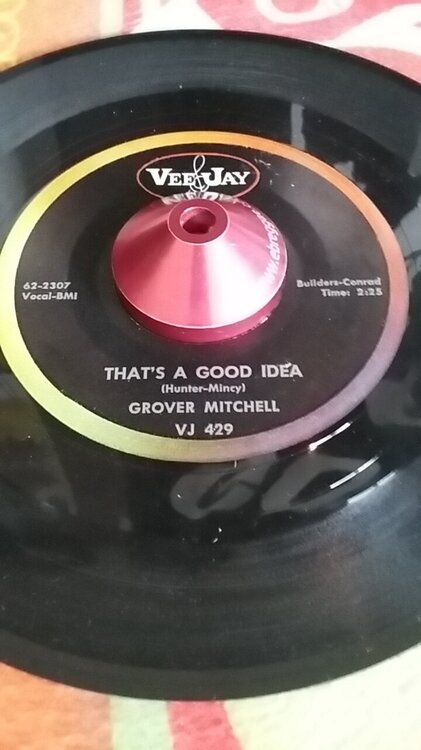 VEE JAY
62-2307
Vocal-BMI
Builders-Conrad
Time: 2:25
THAT'S A GOOD IDEA
(Hunter-Mincy)
GROVER MITCHELL
VJ 429